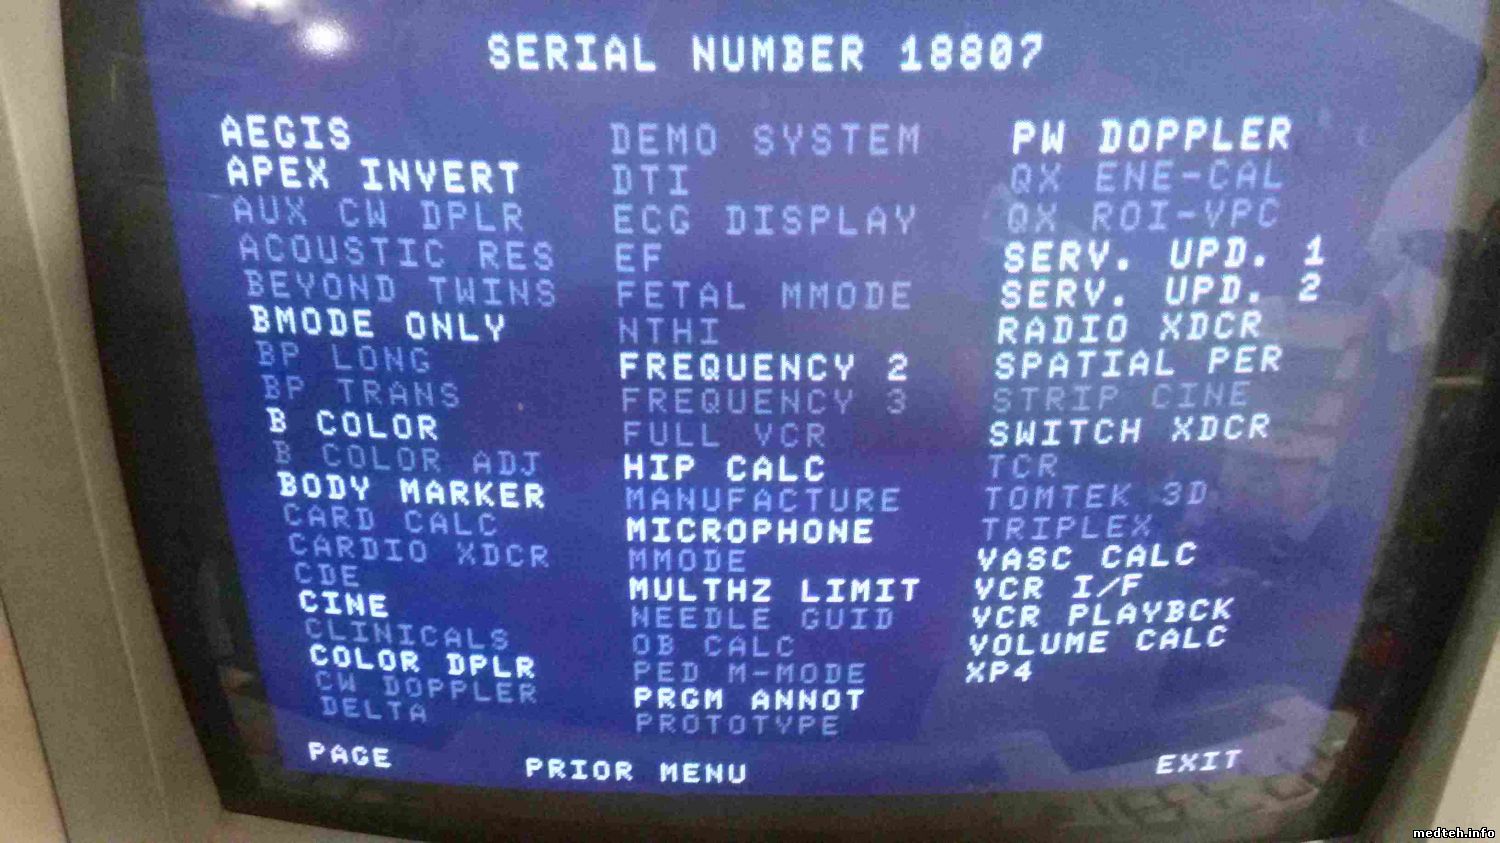 SERIAL NUMBER 18807
AEGIS
APEX INVERT
AUX CW DPLR
ACOUSTIC RES
BEYOND TWINS
BMODE ONLY
BP LONG
BP TRANS
B COLOR
B COLOR ADJ
BODY MARKER
CARD CALC
CARDIO XDCR
CDE
CINE
CLINICALS
COLOR DPLR
CW DOPPLER
DELTA
DEMO SYSTEM
DTI
ECG DISPLAY
EF
FETAL MMODE
NTHI
FREQUENCY 2
FREQUENCY 3
FULL VCR
HIP CALC
MANUFACTURE
MICROPHONE
MMODE
MULTHZ LIMIT
NEEDLE GUID
OB CALC
PED M-MODE
PRGM ANNOT
PROTOTYPE
PW DOPPLER
QX ENE-CAL
QX ROI-VPC
SERV. UPD. 1
SERV. UPD. 2
RADIO XDCR
SPATIAL PER
STRIP CINE
SWITCH XDCR
TCR
TOMTEK 3D
TRIPLEX
VASC CALC
VCR I/F
VCR PLAYBCK
VOLUME CALC
XP4
PAGE
PRIOR MENU
EXIT
medteh.info